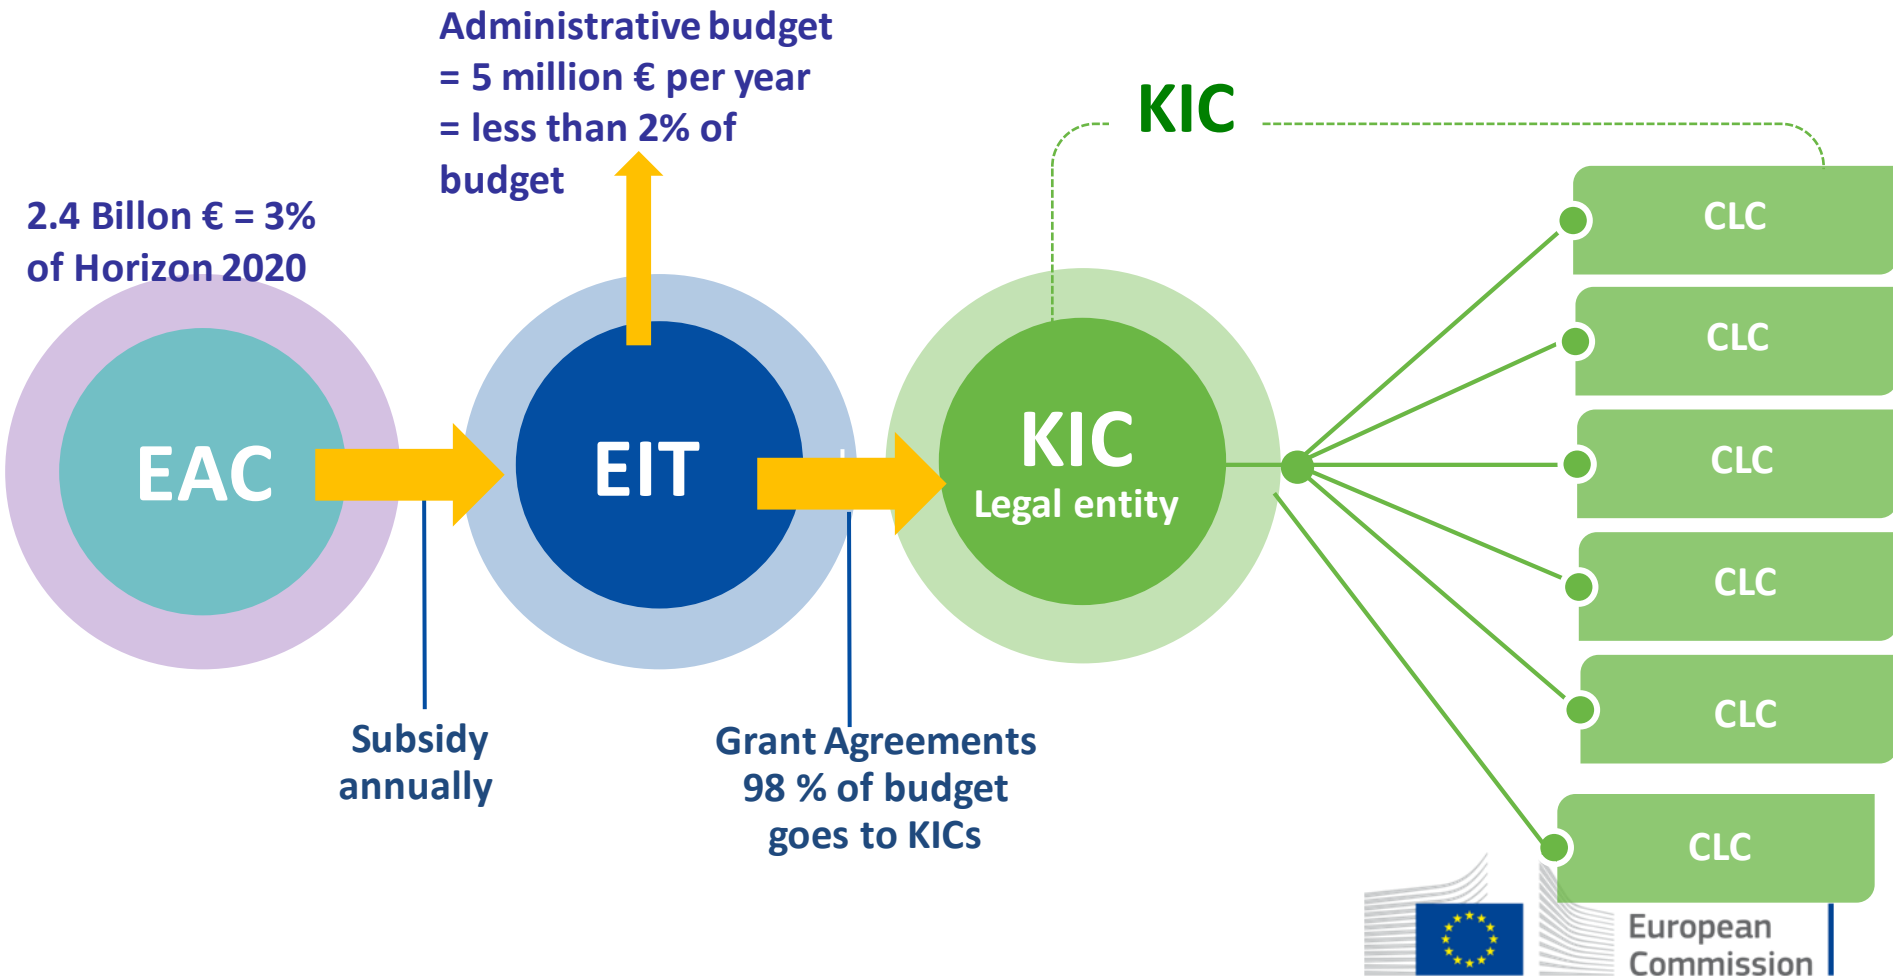 Administrative budget
= 5 million € per year
= less than 2% of
budget
KIC
2.4 Billon € = 3%
of Horizon 2020
EAC
EIT
KIC
Legal entity
CLC
CLC
CLC
CLC
CLC
CLC
Subsidy
annually
Grant Agreements
98 % of budget
goes to KICs
European
Commission